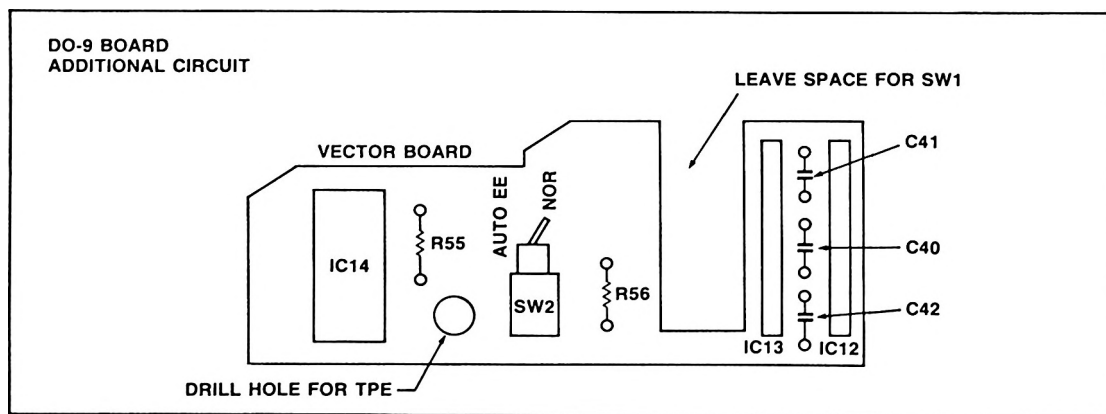 DO-9 BOARD
ADDITIONAL CIRCUIT
LEAVE SPACE FOR SW1
VECTOR BOARD
AUTO EE
NOR
C41
IC14
R55
C40
SW2
R56
C42
IC13
IC12
DRILL HOLE FOR TPE